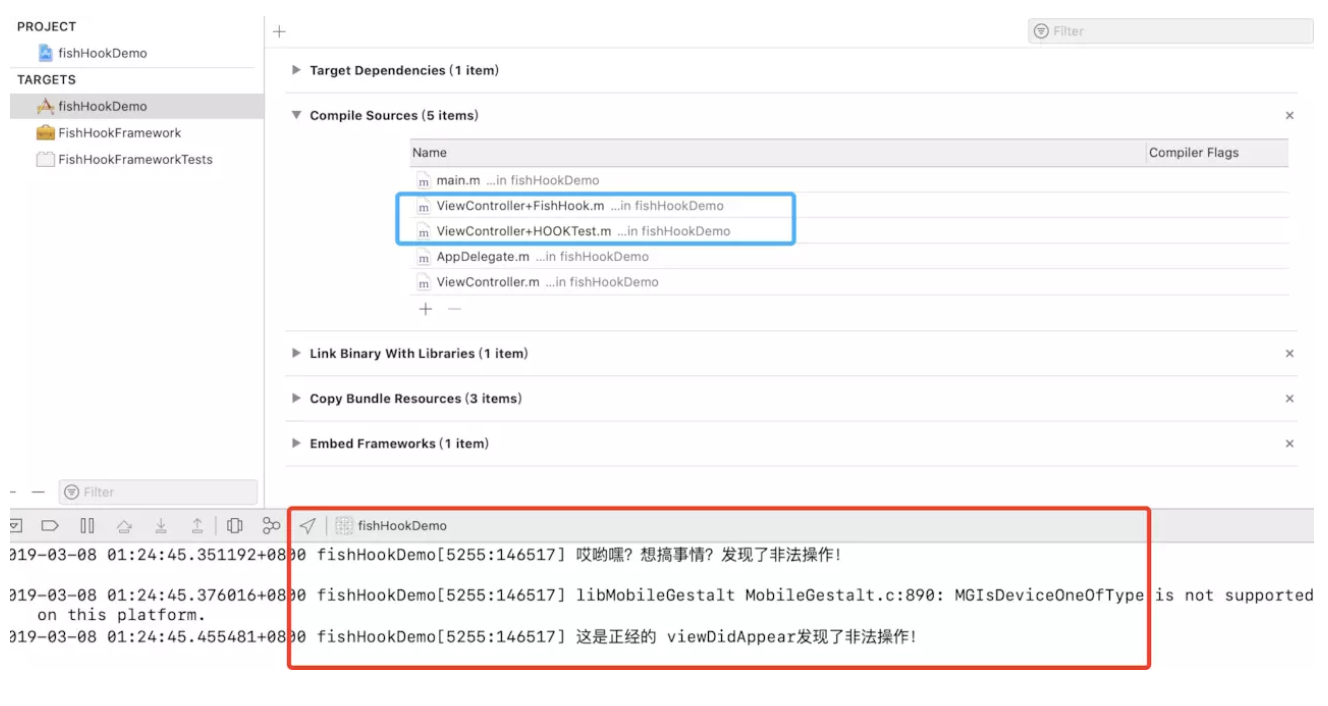 PROJECT
fishHookDemo
TARGETS
fishHookDemo
FishHookFramework
FishHookFrameworkTests
Filter
Filter
Target Dependencies (1 item)
Compile Sources (5 items)
Name Compiler Flags
main.m ...in fishHookDemo
ViewController+FishHook.m ...in fishHookDemo
ViewController+HOOKTest.m ...in fishHookDemo
AppDelegate.m ...in fishHookDemo
ViewController.m ...in fishHookDemo
Link Binary With Libraries (1 item)
Copy Bundle Resources (3 items)
Embed Frameworks (1 item)
fishHookDemo
019-03-08 01:24:45.351192+0800 fishHookDemo[5255:146517] 哎哟嘿? 想搞事情? 发现了非法操作!
019-03-08 01:24:45.376016+0800 fishHookDemo[5255:146517] libMobileGestalt MobileGestalt.c:890: MGIsDeviceOneOfType is not supported
on this platform.
019-03-08 01:24:45.455481+0800 fishHookDemo[5255:146517] 这是正经的 viewDidAppear发现了非法操作!